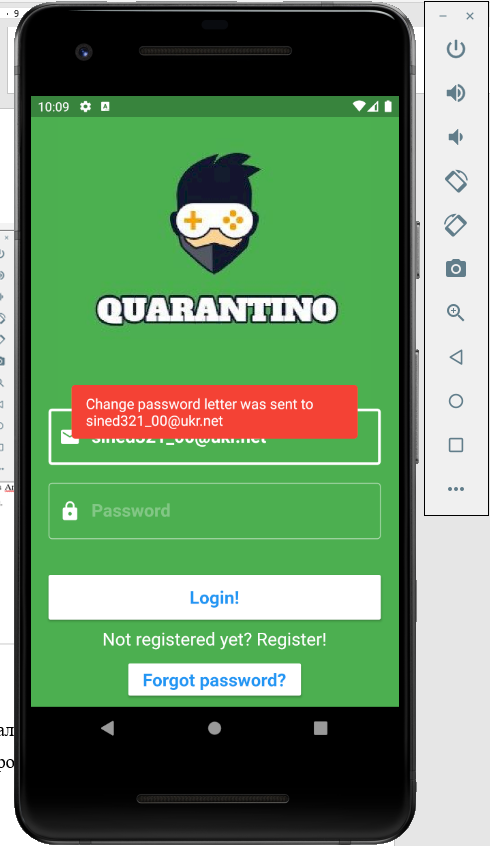 10:09
QUARANTINO
Change password letter was sent to
sined321_00@ukr.net
sined321_00@ukr.net
Password
Login!
Not registered yet? Register!
Forgot password?